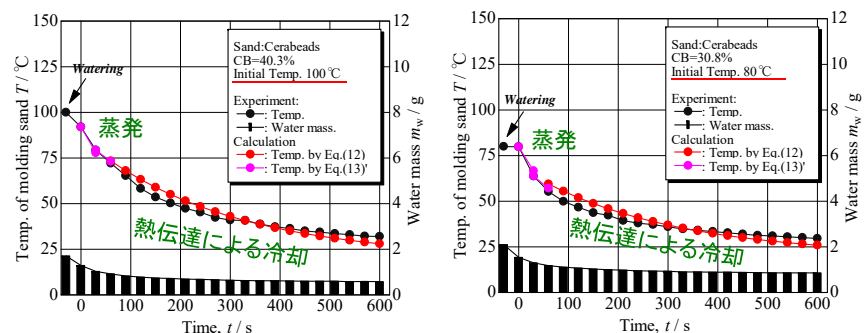 150
125
100
75
50
25
0
Temp. of molding sand T / ℃
Watering
蒸発
熱伝達による冷却
Sand:Cerabeads
CB=40.3%
Initial Temp. 100℃
Experiment:
: Temp.
: Water mass.
Calculation
: Temp. by Eq.(12)
: Temp. by Eq.(13)'
12
10
8
6
4
2
0
Water mass m_w / g
0 100 200 300 400 500 600
Time, t / s
150
125
100
75
50
25
0
Temp. of molding sand T / ℃
Watering
蒸発
熱伝達による冷却
Sand:Cerabeads
CB=30.8%
Initial Temp. 80℃
Experiment:
: Temp.
: Water mass.
Calculation
: Temp. by Eq.(12)
: Temp. by Eq.(13)'
12
10
8
6
4
2
0
Water mass m_w / g
0 100 200 300 400 500 600
Time, t / s